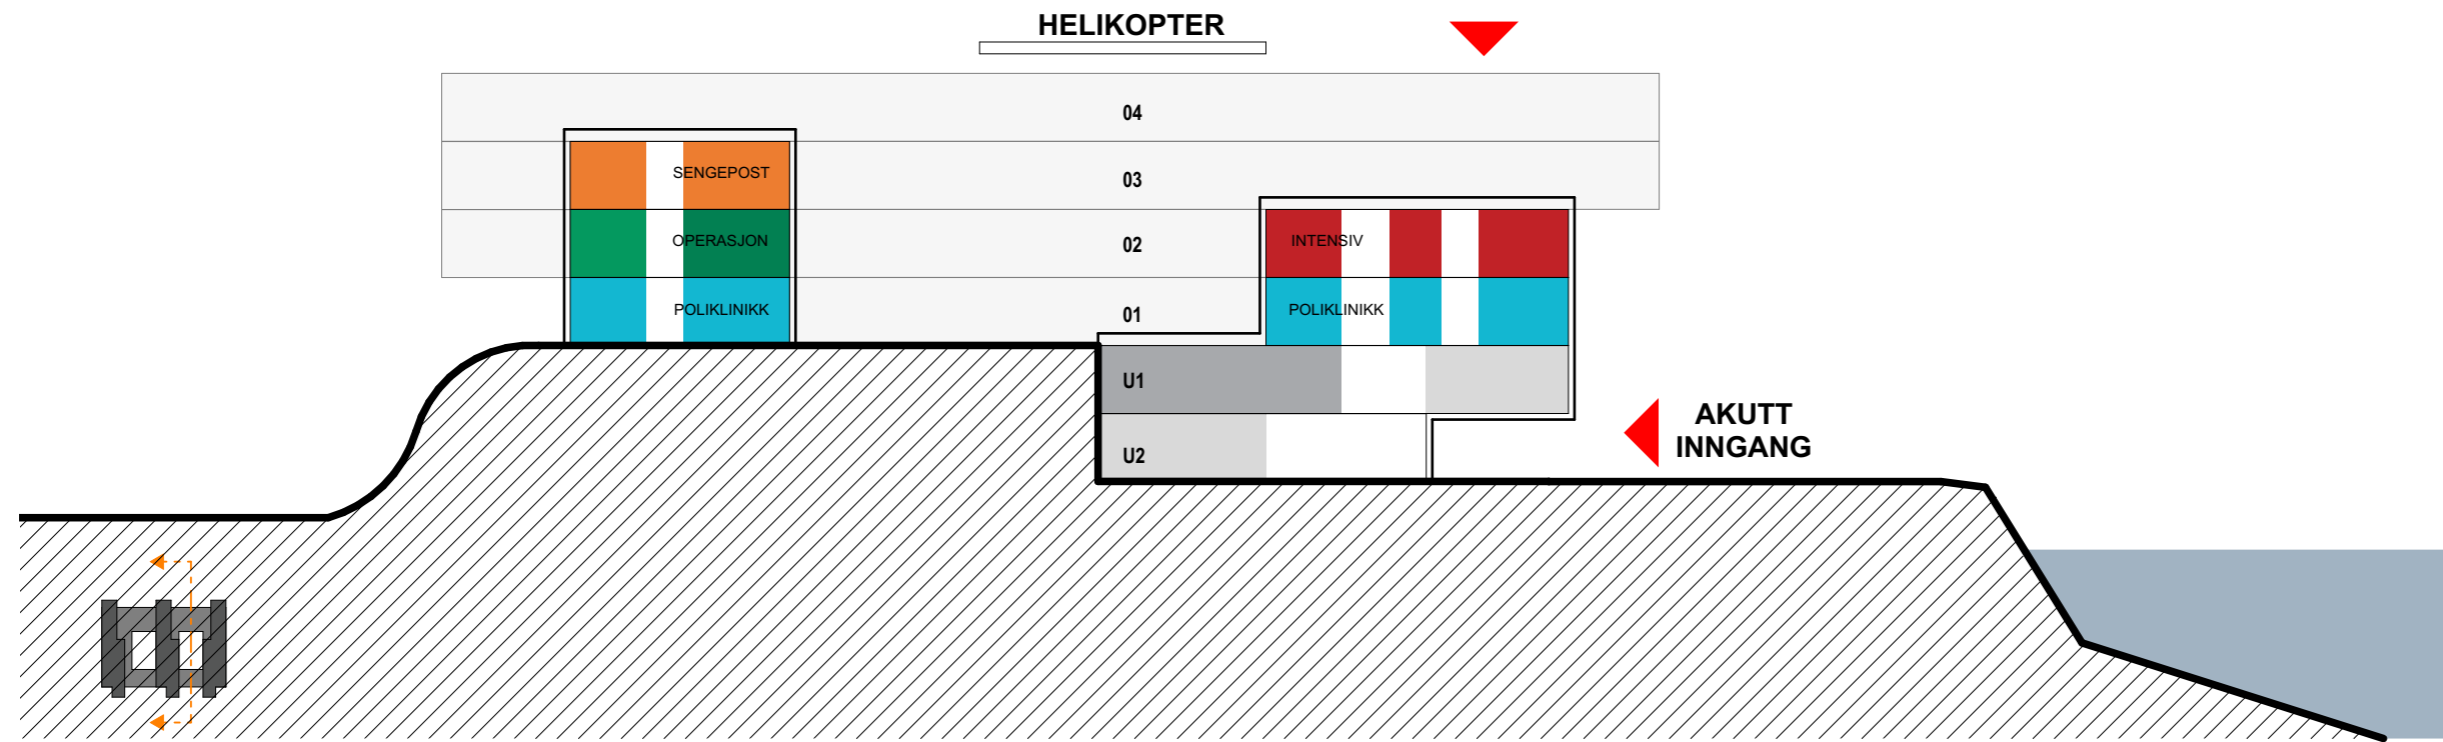 HELIKOPTER
04
SENGEPOST
03
OPERASJON
02
INTENSIV
POLIKLINIKK
01
POLIKLINIKK
U1
AKUTT
INNGANG
U2